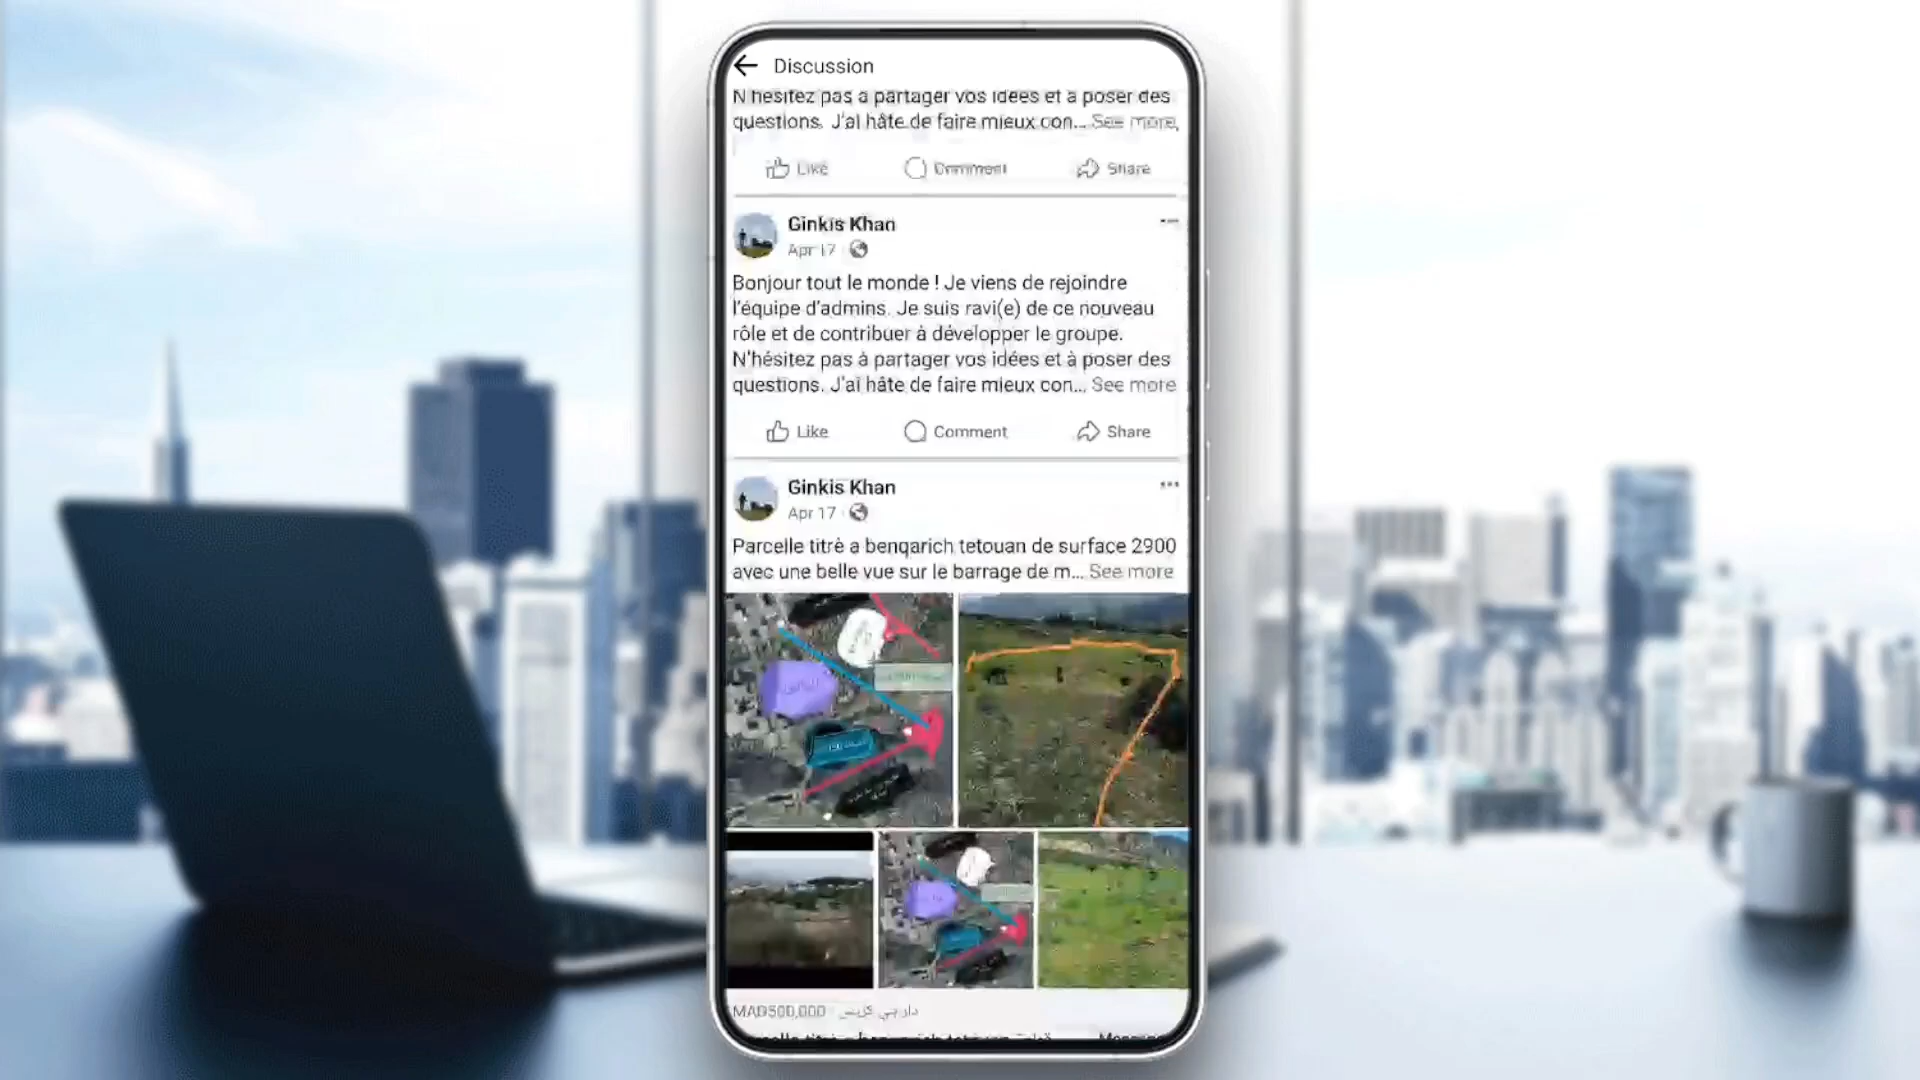 Discussion
N'hésitez pas à partager vos idées et à poser des
questions. J'ai hâte de faire mieux con... See more
Like Comment Share
Ginkis Khan
Apr 17
Bonjour tout le monde ! Je viens de rejoindre
l'équipe d'admins. Je suis ravi(e) de ce nouveau
rôle et de contribuer à développer le groupe.
N'hésitez pas à partager vos idées et à poser des
questions. J'ai hâte de faire mieux con... See more
Like Comment Share
Ginkis Khan
Apr 17
Parcelle titré a benqarich tetouan de surface 2900
avec une belle vue sur le barrage de m... See more
MAD500,000